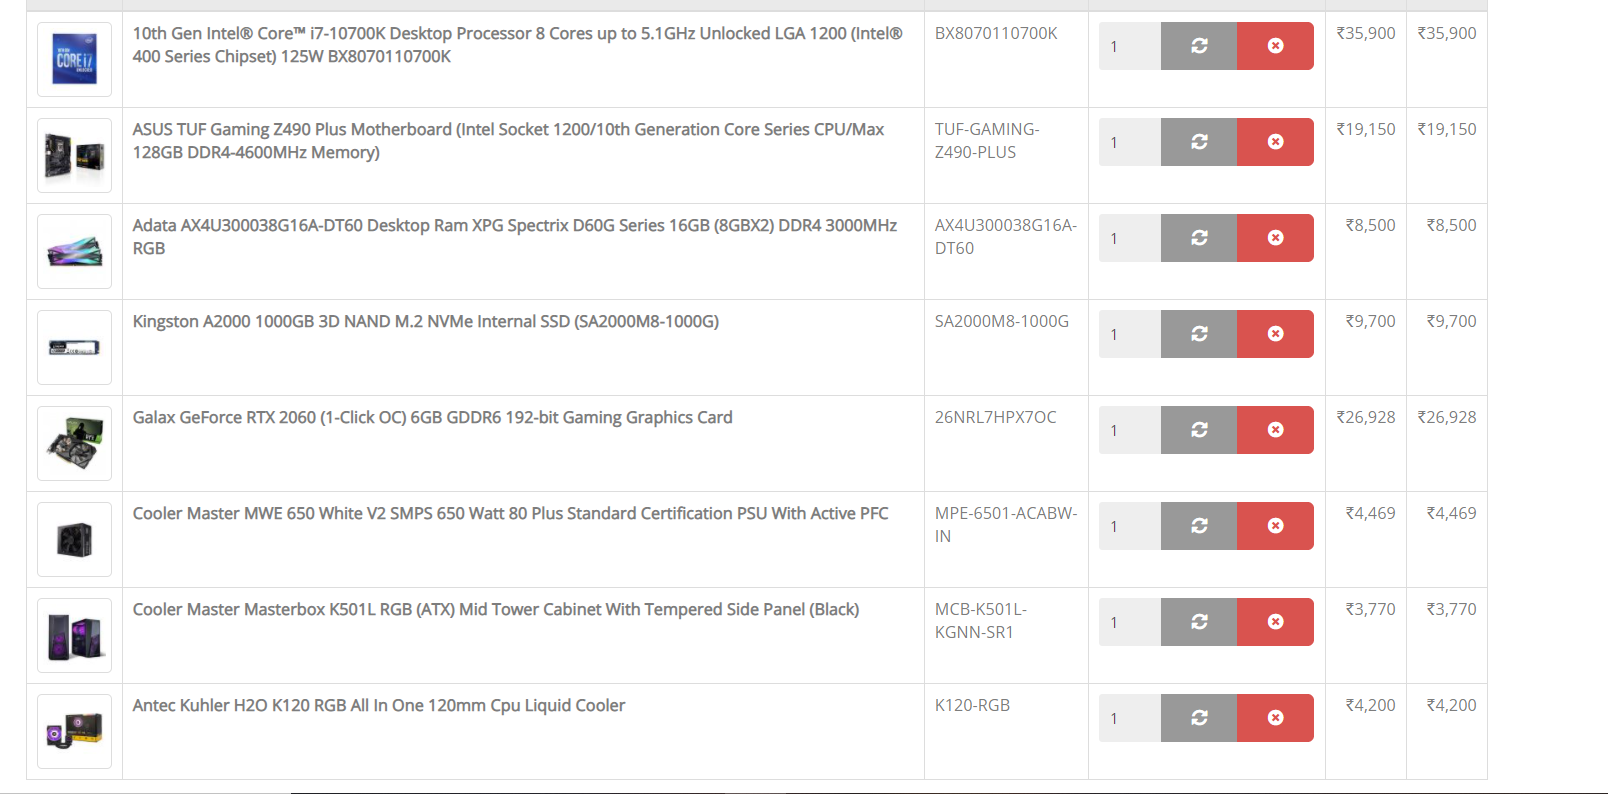 10th Gen Intel® Core™ i7-10700K Desktop Processor 8 Cores up to 5.1GHz Unlocked LGA 1200 (Intel®
400 Series Chipset) 125W BX8070110700K
BX8070110700K
1
₹35,900
₹35,900
ASUS TUF Gaming Z490 Plus Motherboard (Intel Socket 1200/10th Generation Core Series CPU/Max
128GB DDR4-4600MHz Memory)
TUF-GAMING-
Z490-PLUS
1
₹19,150
₹19,150
Adata AX4U300038G16A-DT60 Desktop Ram XPG Spectrix D60G Series 16GB (8GBX2) DDR4 3000MHz
RGB
AX4U300038G16A-
DT60
1
₹8,500
₹8,500
Kingston A2000 1000GB 3D NAND M.2 NVMe Internal SSD (SA2000M8-1000G)
SA2000M8-1000G
1
₹9,700
₹9,700
Galax GeForce RTX 2060 (1-Click OC) 6GB GDDR6 192-bit Gaming Graphics Card
26NRL7HPX7OC
1
₹26,928
₹26,928
Cooler Master MWE 650 White V2 SMPS 650 Watt 80 Plus Standard Certification PSU With Active PFC
MPE-6501-ACABW-
IN
1
₹4,469
₹4,469
Cooler Master Masterbox K501L RGB (ATX) Mid Tower Cabinet With Tempered Side Panel (Black)
MCB-K501L-
KGNN-SR1
1
₹3,770
₹3,770
Antec Kuhler H2O K120 RGB All In One 120mm Cpu Liquid Cooler
K120-RGB
1
₹4,200
₹4,200
CORE i7